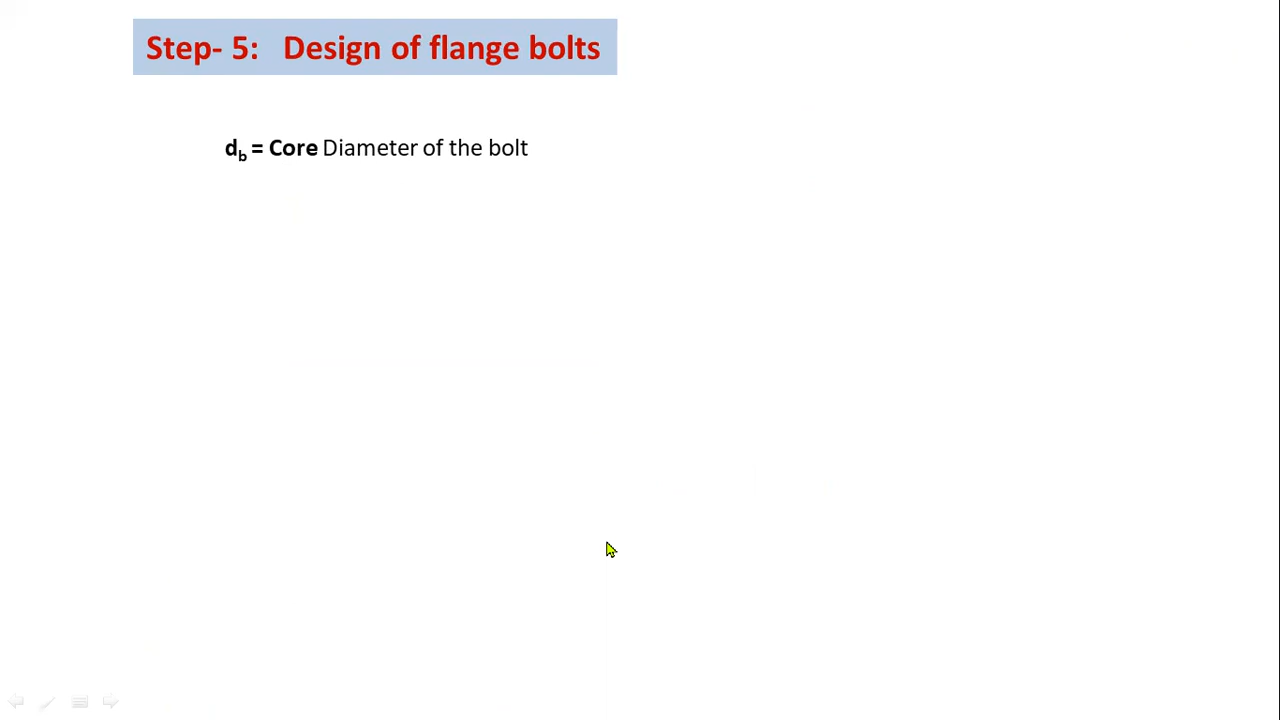 Step- 5: Design of flange bolts
db = Core Diameter of the bolt